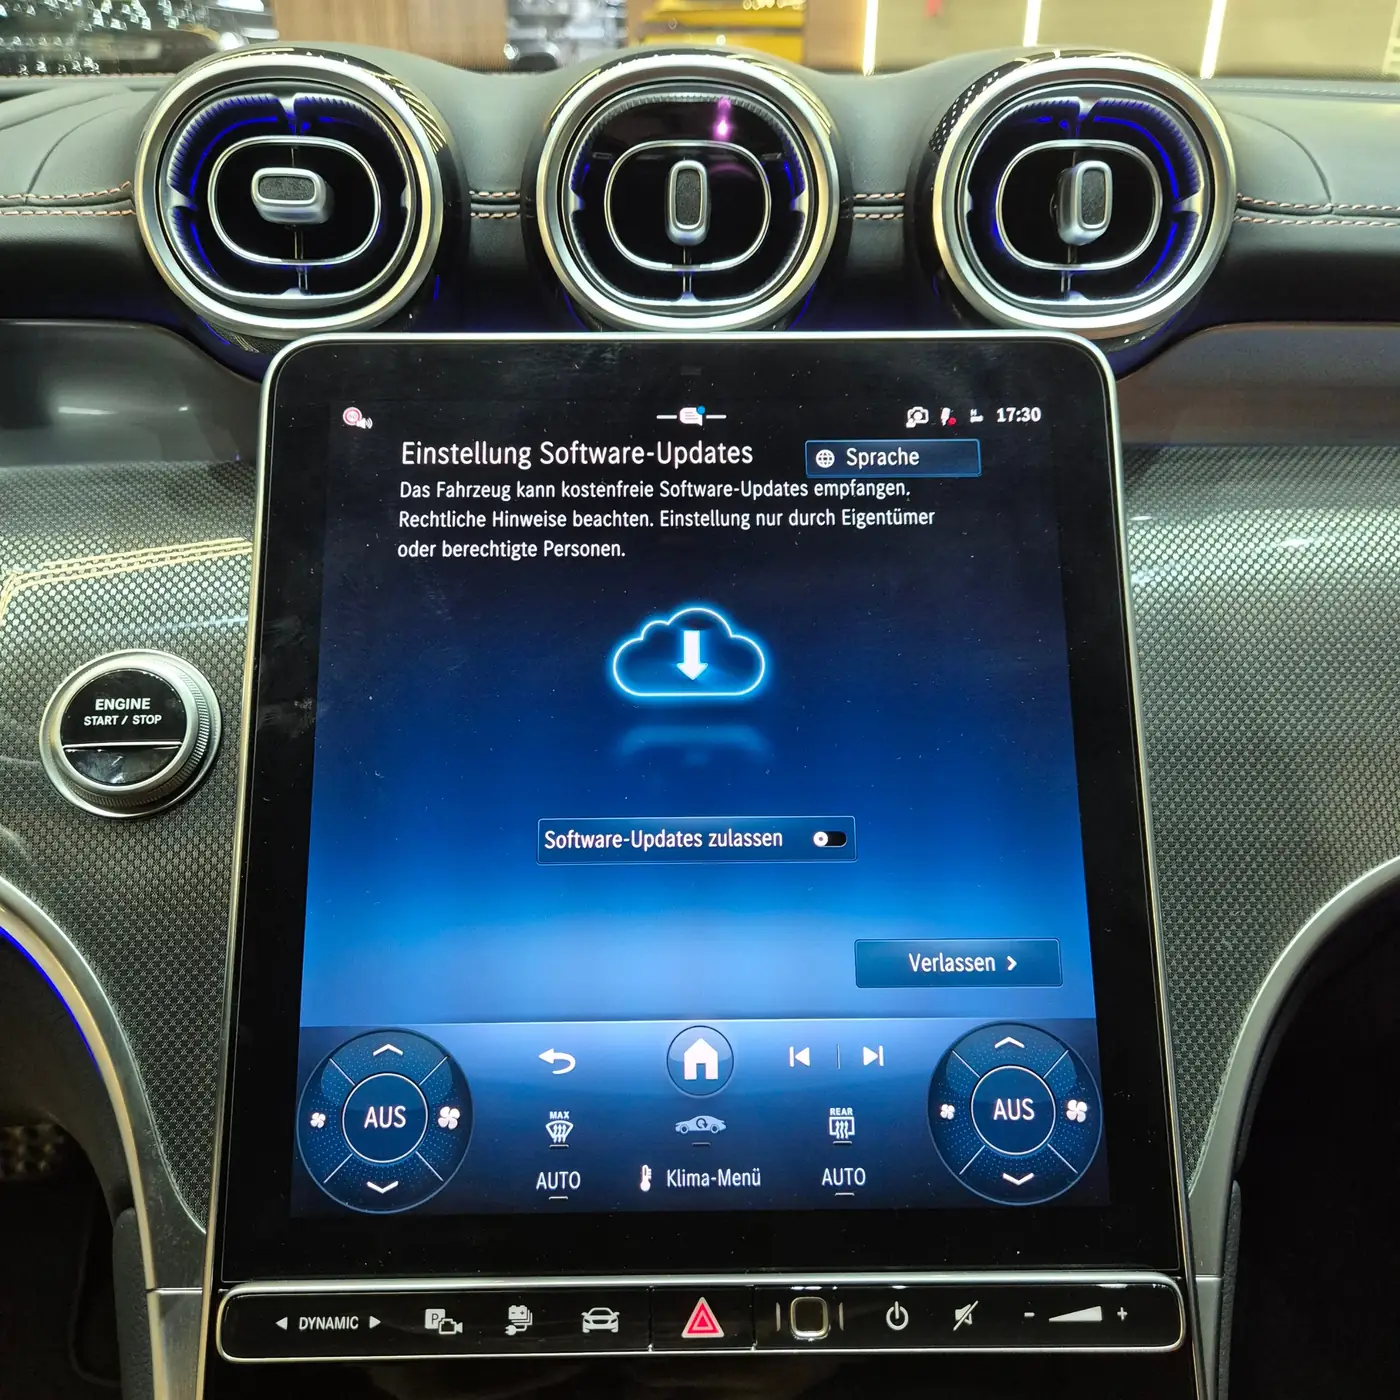 17:30
Einstellung Software-Updates
Sprache
Das Fahrzeug kann kostenfreie Software-Updates empfangen.
Rechtliche Hinweise beachten. Einstellung nur durch Eigentümer
oder berechtigte Personen.
ENGINE
START / STOP
Software-Updates zulassen
Verlassen
AUS
MAX
REAR
AUS
AUTO
Klima-Menü
AUTO
DYNAMIC
P
- +